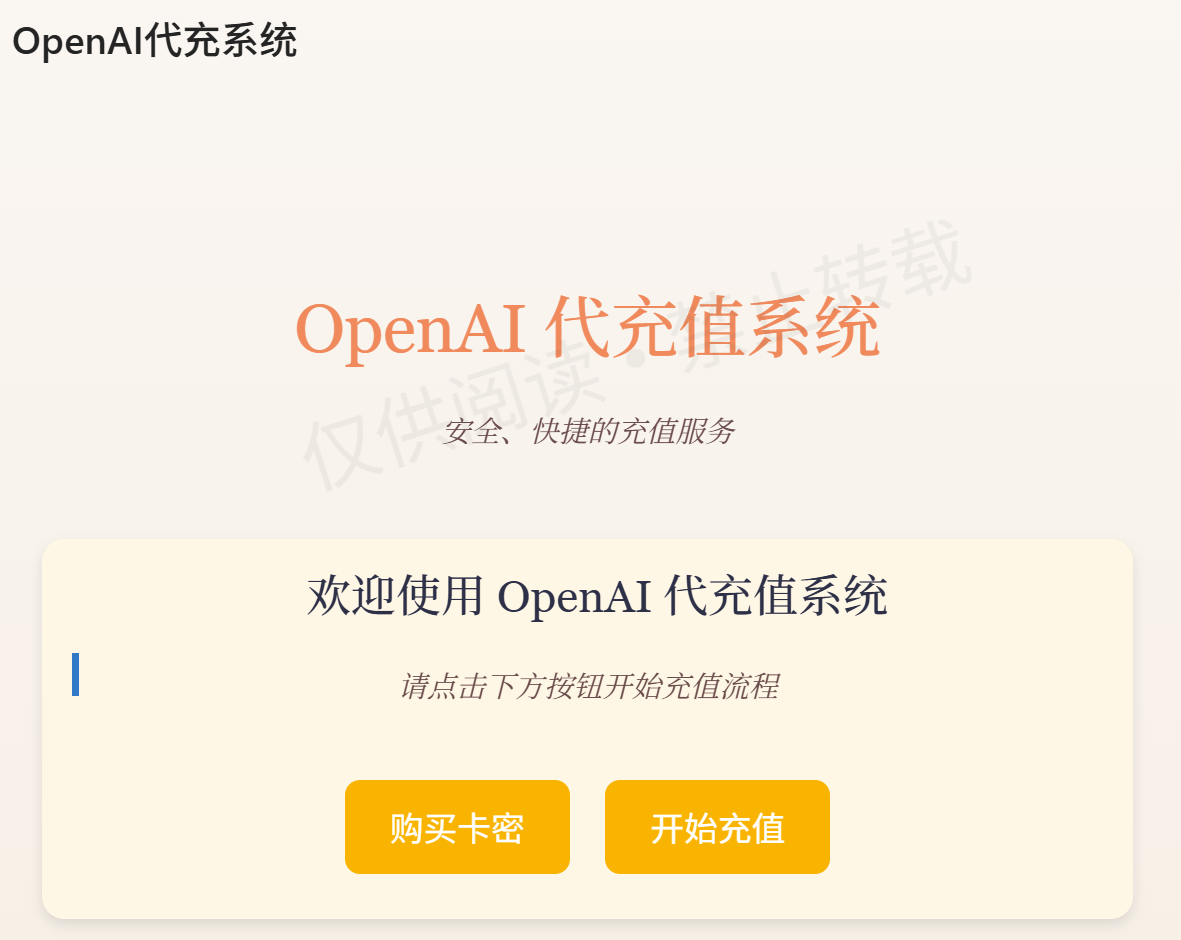 OpenAI代充系统
OpenAI 代充值系统
仅供阅读·禁止转载
安全、快捷的充值服务
欢迎使用 OpenAI 代充值系统
请点击下方按钮开始充值流程
购买卡密
开始充值